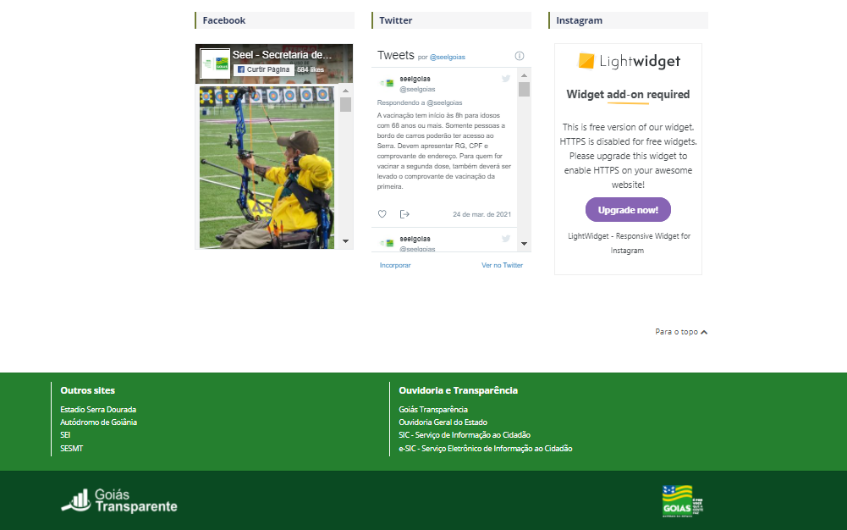 Facebook
Twitter
Instagram
Seel - Secretaria de...
Curtir Página
584 likes
Tweets por @seelgoias
seelgoias
@seelgoias
Respondendo a @seelgoias
A vacinação tem início às 8h para idosos
com 66 anos ou mais. Somente pessoas a
bordo de carros poderão ter acesso ao
Serra. Devem apresentar RG, CPF e
comprovante de endereço. Para quem for
vacinar a segunda dose, também deverá ser
levado o comprovante de vacinação da
primeira.
24 de mar. de 2021
seelgoias
@seelgoias
Incorporar
Ver no Twitter
Lightwidget
Widget add-on required
This is free version of our widget.
HTTPS is disabled for free widgets.
Please upgrade this widget to
enable HTTPS on your awesome
website!
Upgrade now!
LightWidget - Responsive Widget for
Instagram
Para o topo
Outros sites
Estadio Serra Dourada
Autódromo de Goiânia
SEI
SESMT
Ouvidoria e Transparência
Goiás Transparência
Ouvidoria Geral do Estado
SIC - Serviço de Informação ao Cidadão
e-SIC - Serviço Eletrônico de Informação ao Cidadão
Goiás
Transparente
GOIÁS